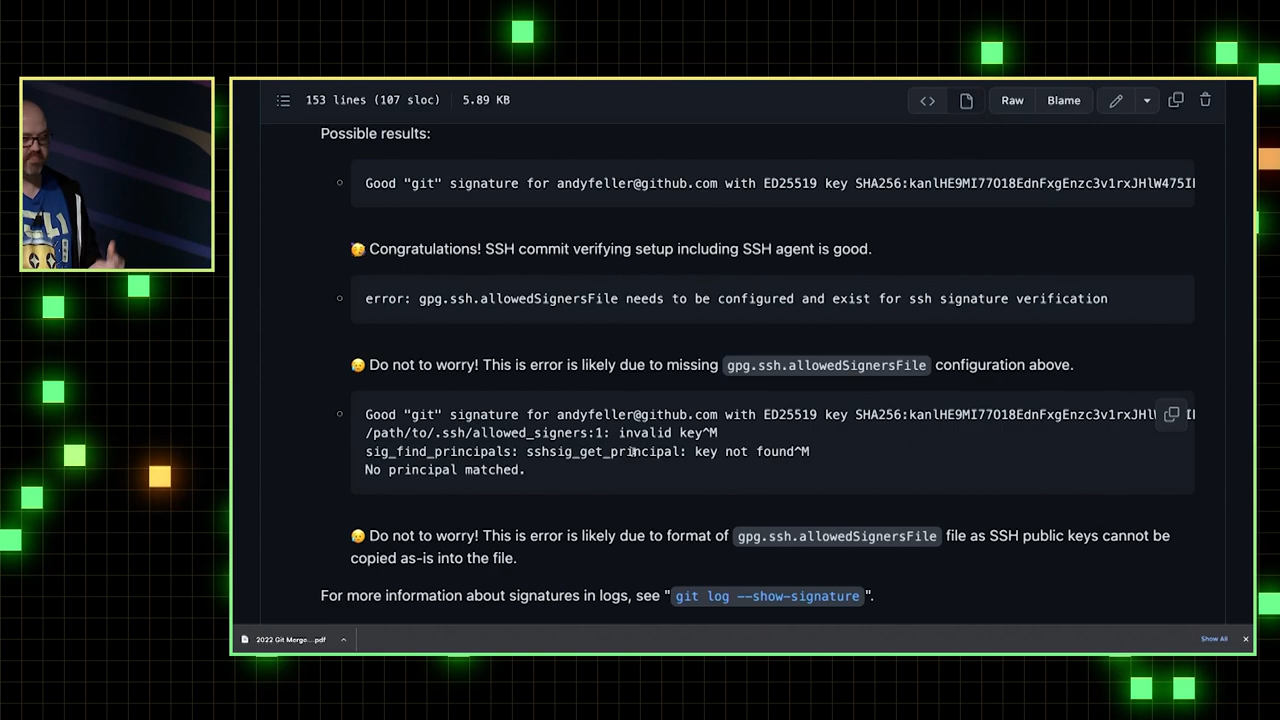 153 lines (107 sloc) 5.89 KB Raw Blame
Possible results:
Good "git" signature for andyfeller@github.com with ED25519 key
Congratulations! SSH commit verifying setup including SSH agent is good.
error: gpg.ssh.allowedSignersFile needs to be configured and exist for ssh signature verification
Do not to worry! This is error is likely due to missing gpg.ssh.allowedSignersFile configuration above.
Good "git" signature for andyfeller@github.com with ED25519 key
/path/to/.ssh/allowed_signers:1: invalid key^M
sig_find_principals: sshsig_get_principal: key not found^M
No principal matched.
Do not to worry! This is error is likely due to format of gpg.ssh.allowedSignersFile file as SSH public keys cannot be
copied as-is into the file.
For more information about signatures in logs, see "git log --show-signature".
2022 Git Merge....pdf Show All